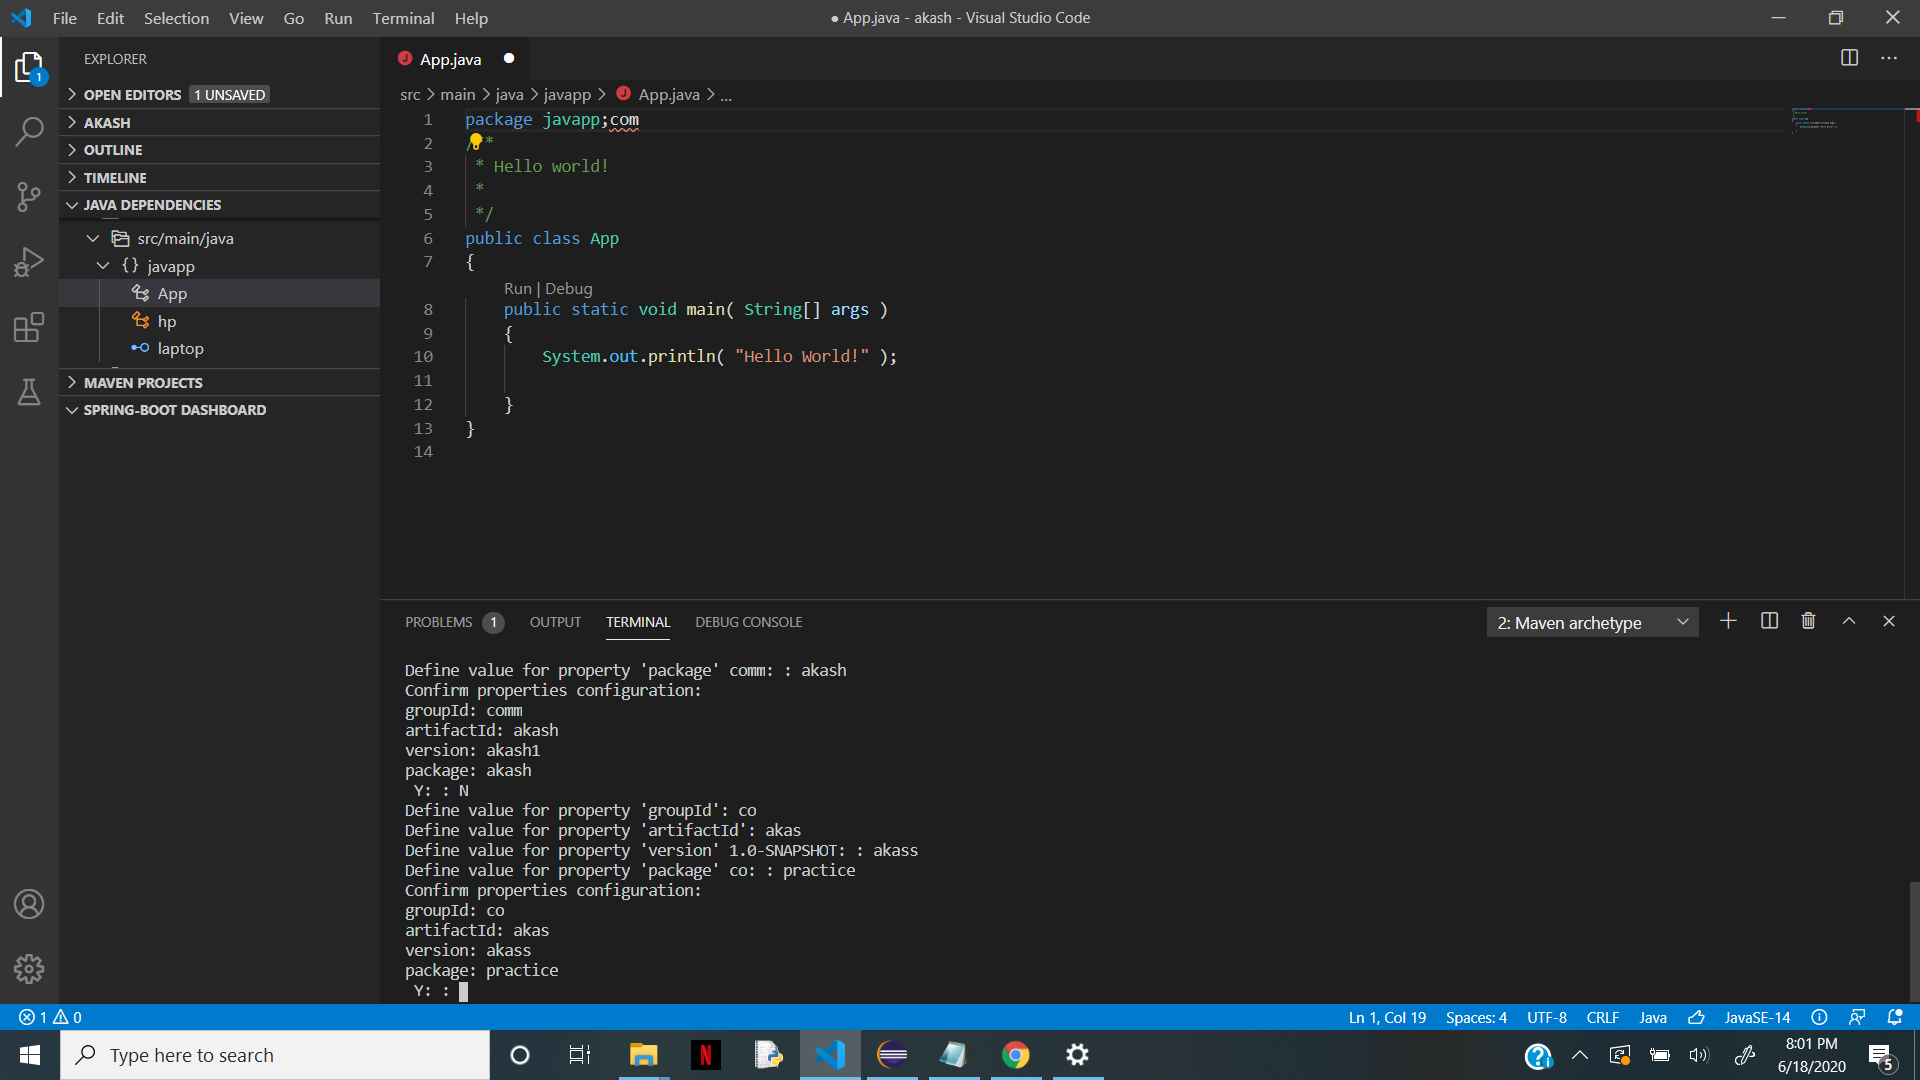 File Edit Selection View Go Run Terminal Help
● App.java - akash - Visual Studio Code
EXPLORER
1
OPEN EDITORS 1 UNSAVED
AKASH
OUTLINE
TIMELINE
JAVA DEPENDENCIES
src/main/java
{} javapp
App
hp
laptop
MAVEN PROJECTS
SPRING-BOOT DASHBOARD
J App.java ●
src > main > java > javapp > J App.java > ...
1 package javapp;com
2 /**
3 * Hello world!
4 *
5 */
6 public class App
7 {
Run | Debug
8 public static void main( String[] args )
9 {
10 System.out.println( "Hello World!" );
11
12 }
13 }
14
PROBLEMS 1 OUTPUT TERMINAL DEBUG CONSOLE
2: Maven archetype
Define value for property 'package' comm: : akash
Confirm properties configuration:
groupId: comm
artifactId: akash
version: akash1
package: akash
Y: : N
Define value for property 'groupId': co
Define value for property 'artifactId': akas
Define value for property 'version' 1.0-SNAPSHOT: : akass
Define value for property 'package' co: : practice
Confirm properties configuration:
groupId: co
artifactId: akas
version: akass
package: practice
Y: :
1 0
Ln 1, Col 19 Spaces: 4 UTF-8 CRLF Java JavaSE-14
Type here to search
N
8:01 PM
6/18/2020
5